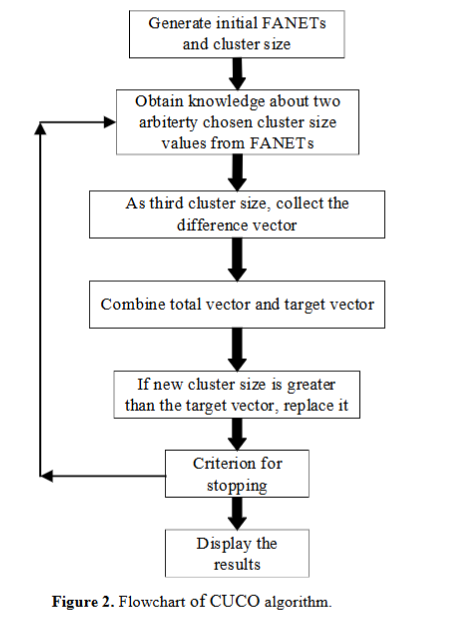 Generate initial FANETs
and cluster size
Obtain knowledge about two
arbiterty chosen cluster size
values from FANETs
As third cluster size, collect the
difference vector
Combine total vector and target vector
If new cluster size is greater
than the target vector, replace it
Criterion for
stopping
Display the
results
Figure 2. Flowchart of CUCO algorithm.